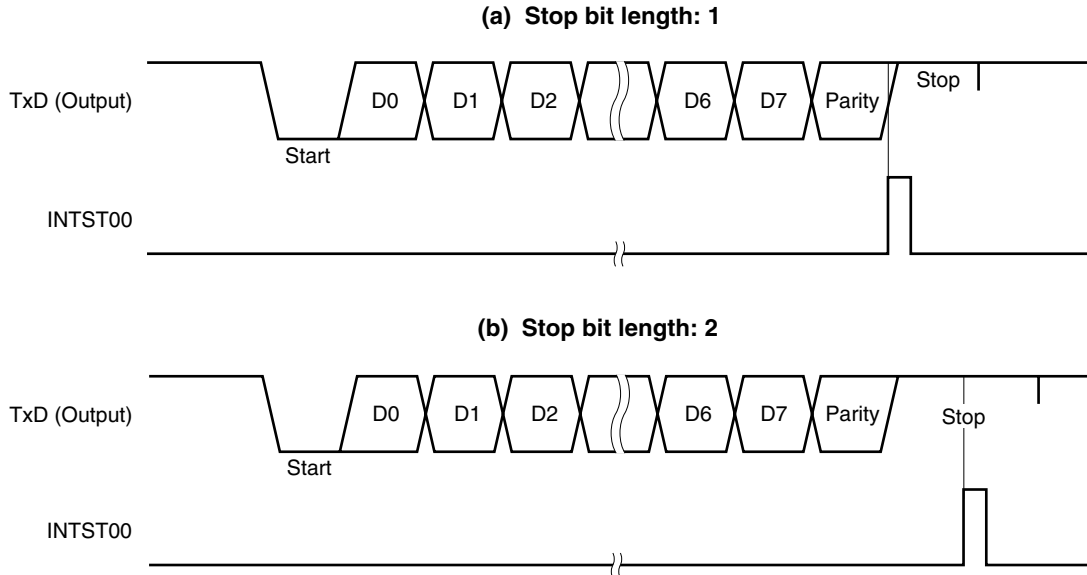 (a) Stop bit length: 1
TxD (Output)
D0 D1 D2 D6 D7 Parity Stop
Start
INTST00
(b) Stop bit length: 2
TxD (Output)
D0 D1 D2 D6 D7 Parity Stop
Start
INTST00